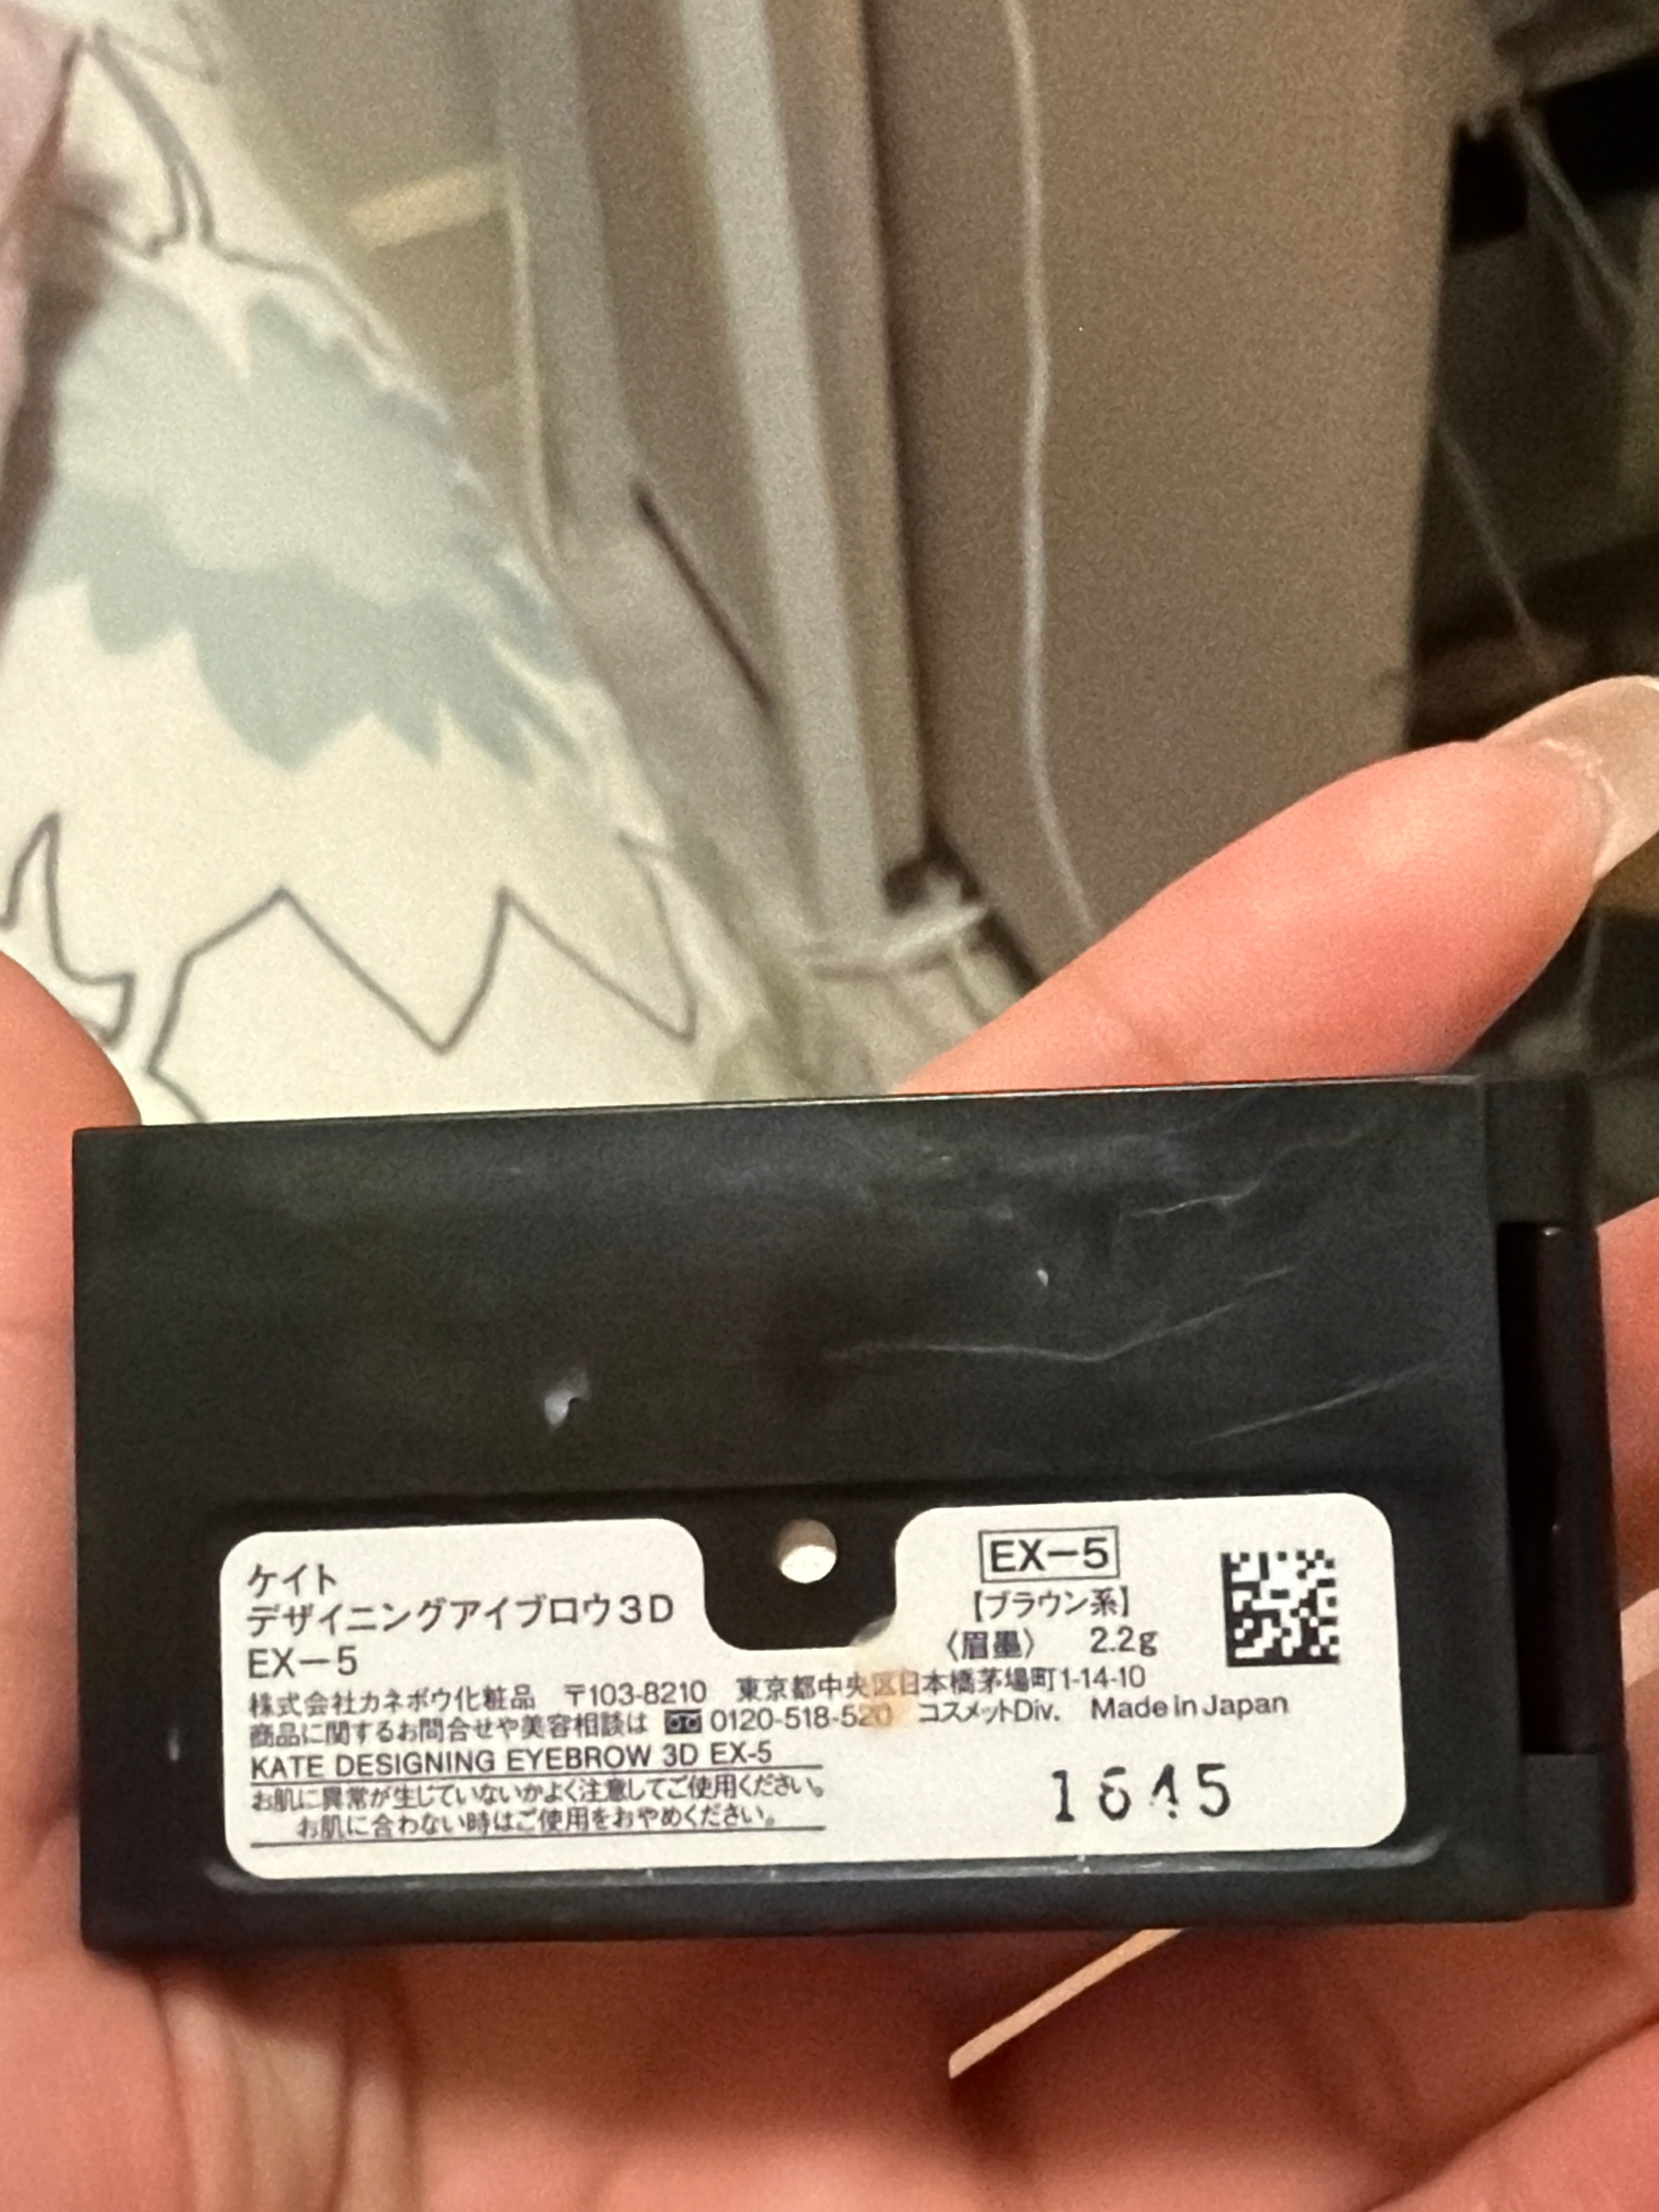 ケイト
デザイニングアイブロウ3D
EX−5
EX−5
【ブラウン系】
〈眉墨〉 2.2g
株式会社カネボウ化粧品 〒103-8210 東京都中央区日本橋茅場町1-14-10
商品に関するお問合せや美容相談は 0120-518-520 コスメットDiv. Made in Japan
KATE DESIGNING EYEBROW 3D EX-5
お肌に異常が生じていないかよく注意してご使用ください。
お肌に合わない時はご使用をおやめください。